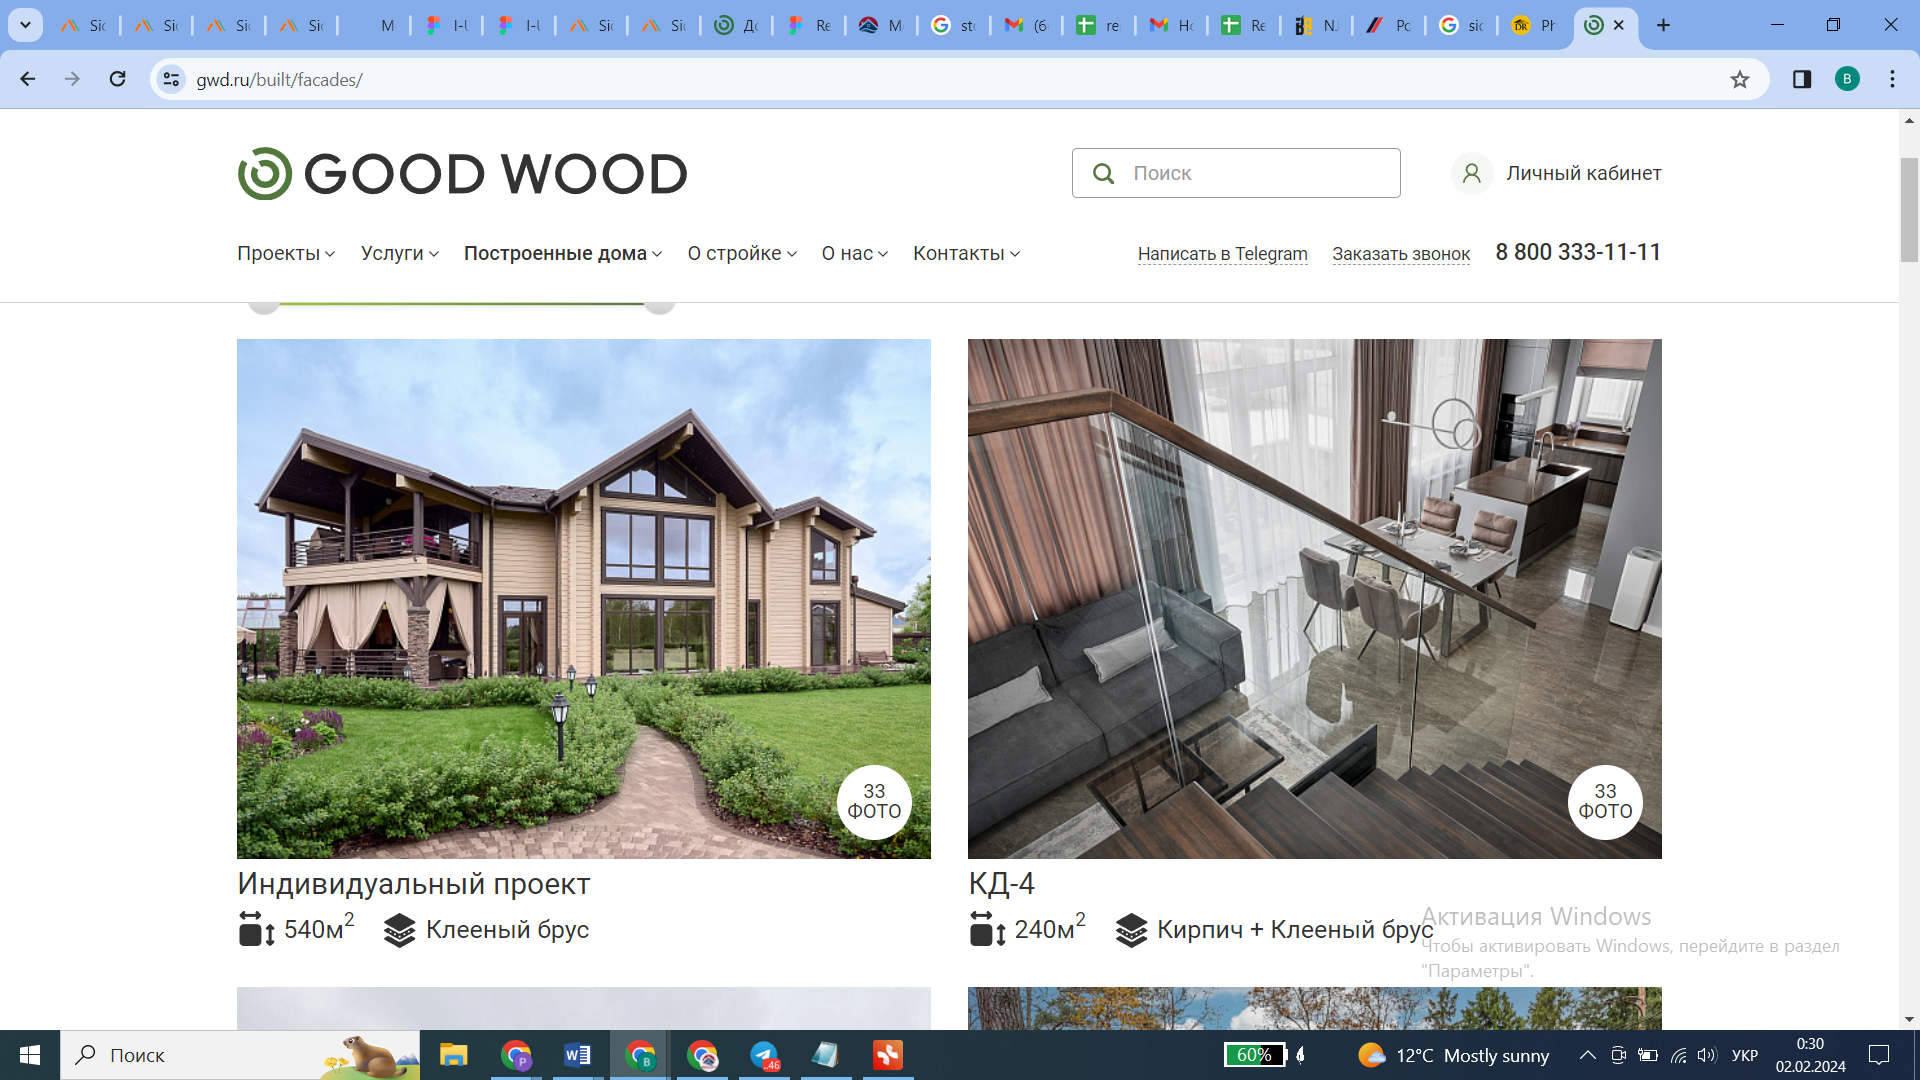 gwd.ru/built/facades/
B
GOOD WOOD
Поиск
Личный кабинет
Проекты Услуги Построенные дома О стройке О нас Контакты
Написать в Telegram Заказать звонок 8 800 333-11-11
33
ФОТО
33
ФОТО
Индивидуальный проект
540м2 Клееный брус
КД-4
240м2 Кирпич + Клееный брус
Активация Windows
Чтобы активировать Windows, перейдите в раздел
"Параметры".
Поиск
60%
12°C Mostly sunny
УКР
0:30
02.02.2024